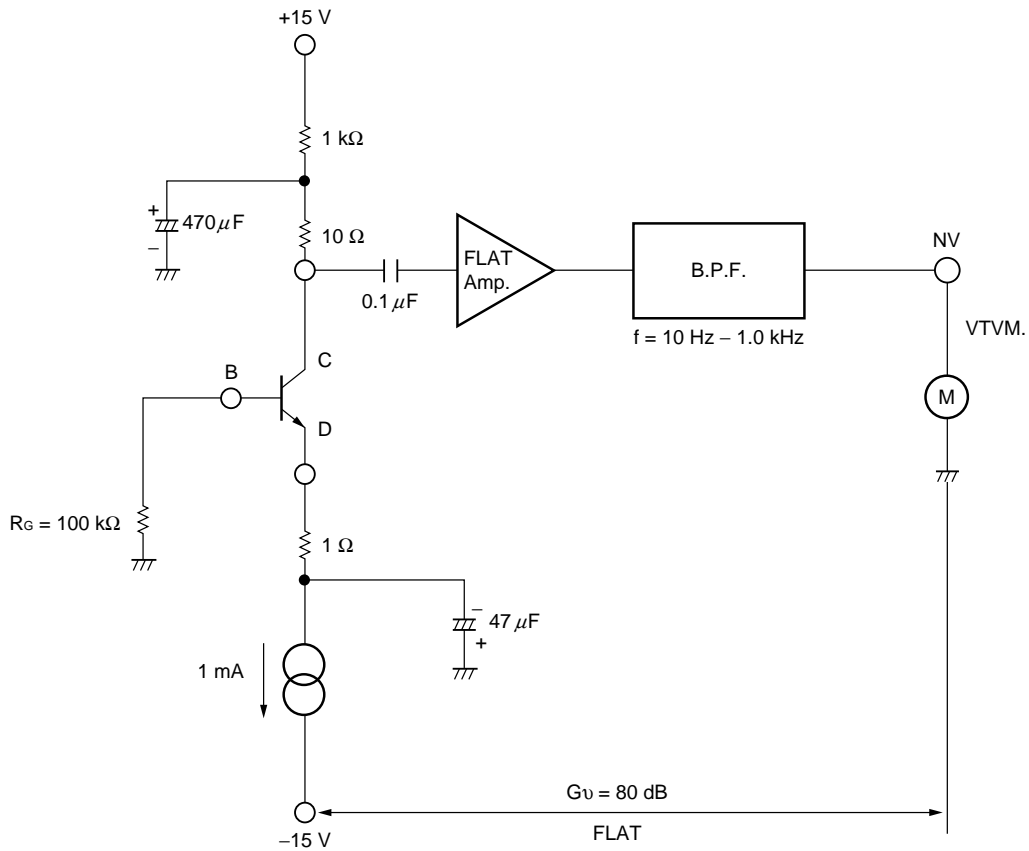 +15 V
1 kΩ
+
470 μF
–
10 Ω
FLAT
Amp.
B.P.F.
NV
0.1 μF
f = 10 Hz – 1.0 kHz
VTVM.
C
B
M
D
RG = 100 kΩ
1 Ω
–
47 μF
+
1 mA
Gυ = 80 dB
–15 V
FLAT